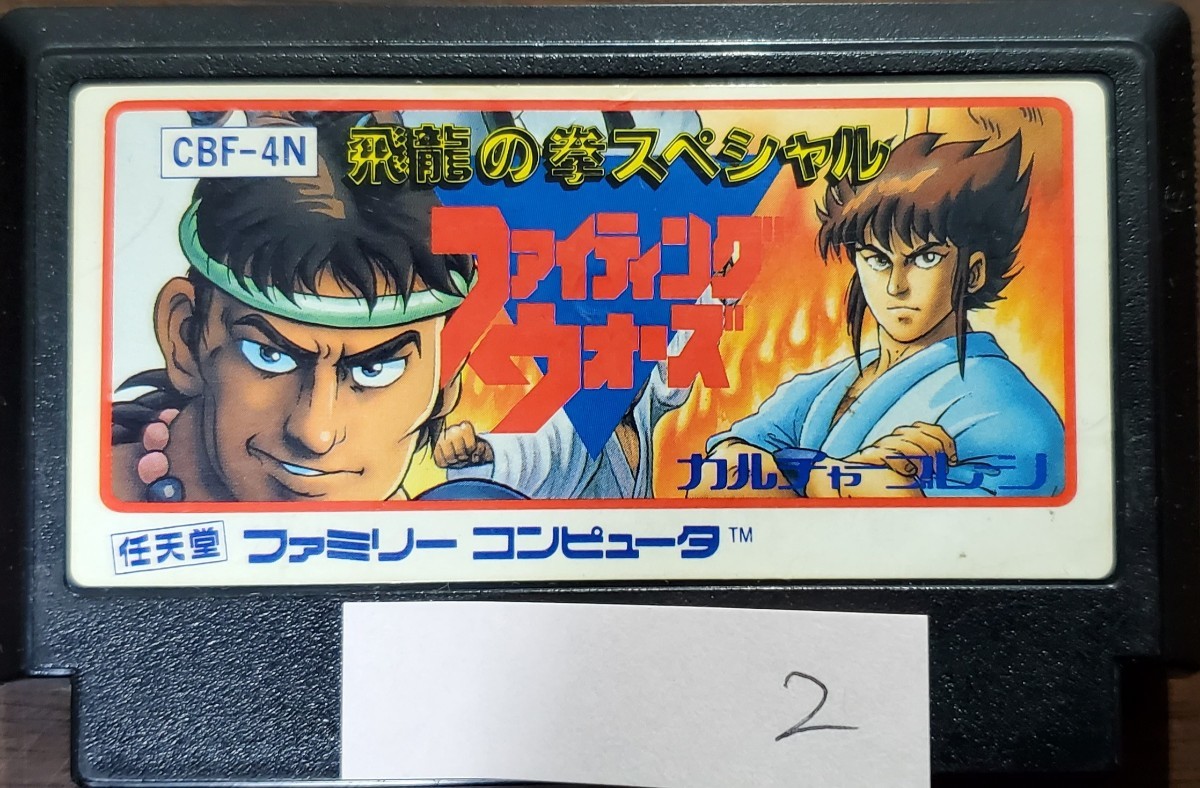 CBF-4N
飛龍の拳スペシャル
ファイティング
ウォーズ
カルチャーブレーン
任天堂 ファミリー コンピュータ™
2